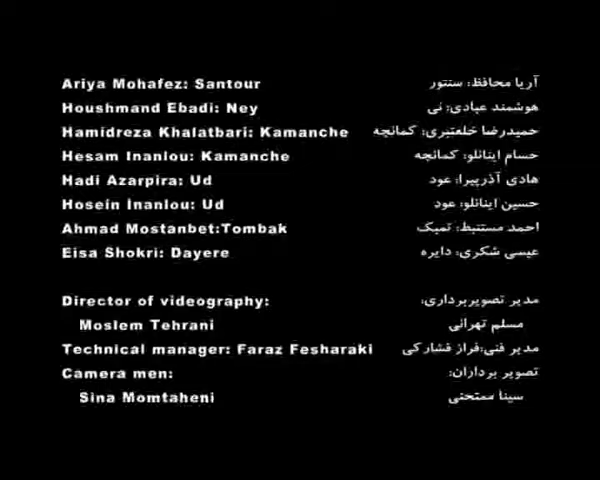 Ariya Mohafez: Santour آریا محافظ: سنتور
Houshmand Ebadi: Ney هوشمند عبادی: نی
Hamidreza Khalatbari: Kamanche حمیدرضا خلعتبری: کمانچه
Hesam Inanlou: Kamanche حسام اینانلو: کمانچه
Hadi Azarpira: Ud هادی آذرپیرا: عود
Hosein Inanlou: Ud حسین اینانلو: عود
Ahmad Mostanbet:Tombak احمد مستنبط: تمبک
Eisa Shokri: Dayere عیسی شکری: دایره
Director of videography: مدیر تصویربرداری:
Moslem Tehrani مسلم تهرانی
Technical manager: Faraz Fesharaki مدیر فنی:فراز فشارکی
Camera men: تصویر برداران:
Sina Momtaheni سینا ممتحنی